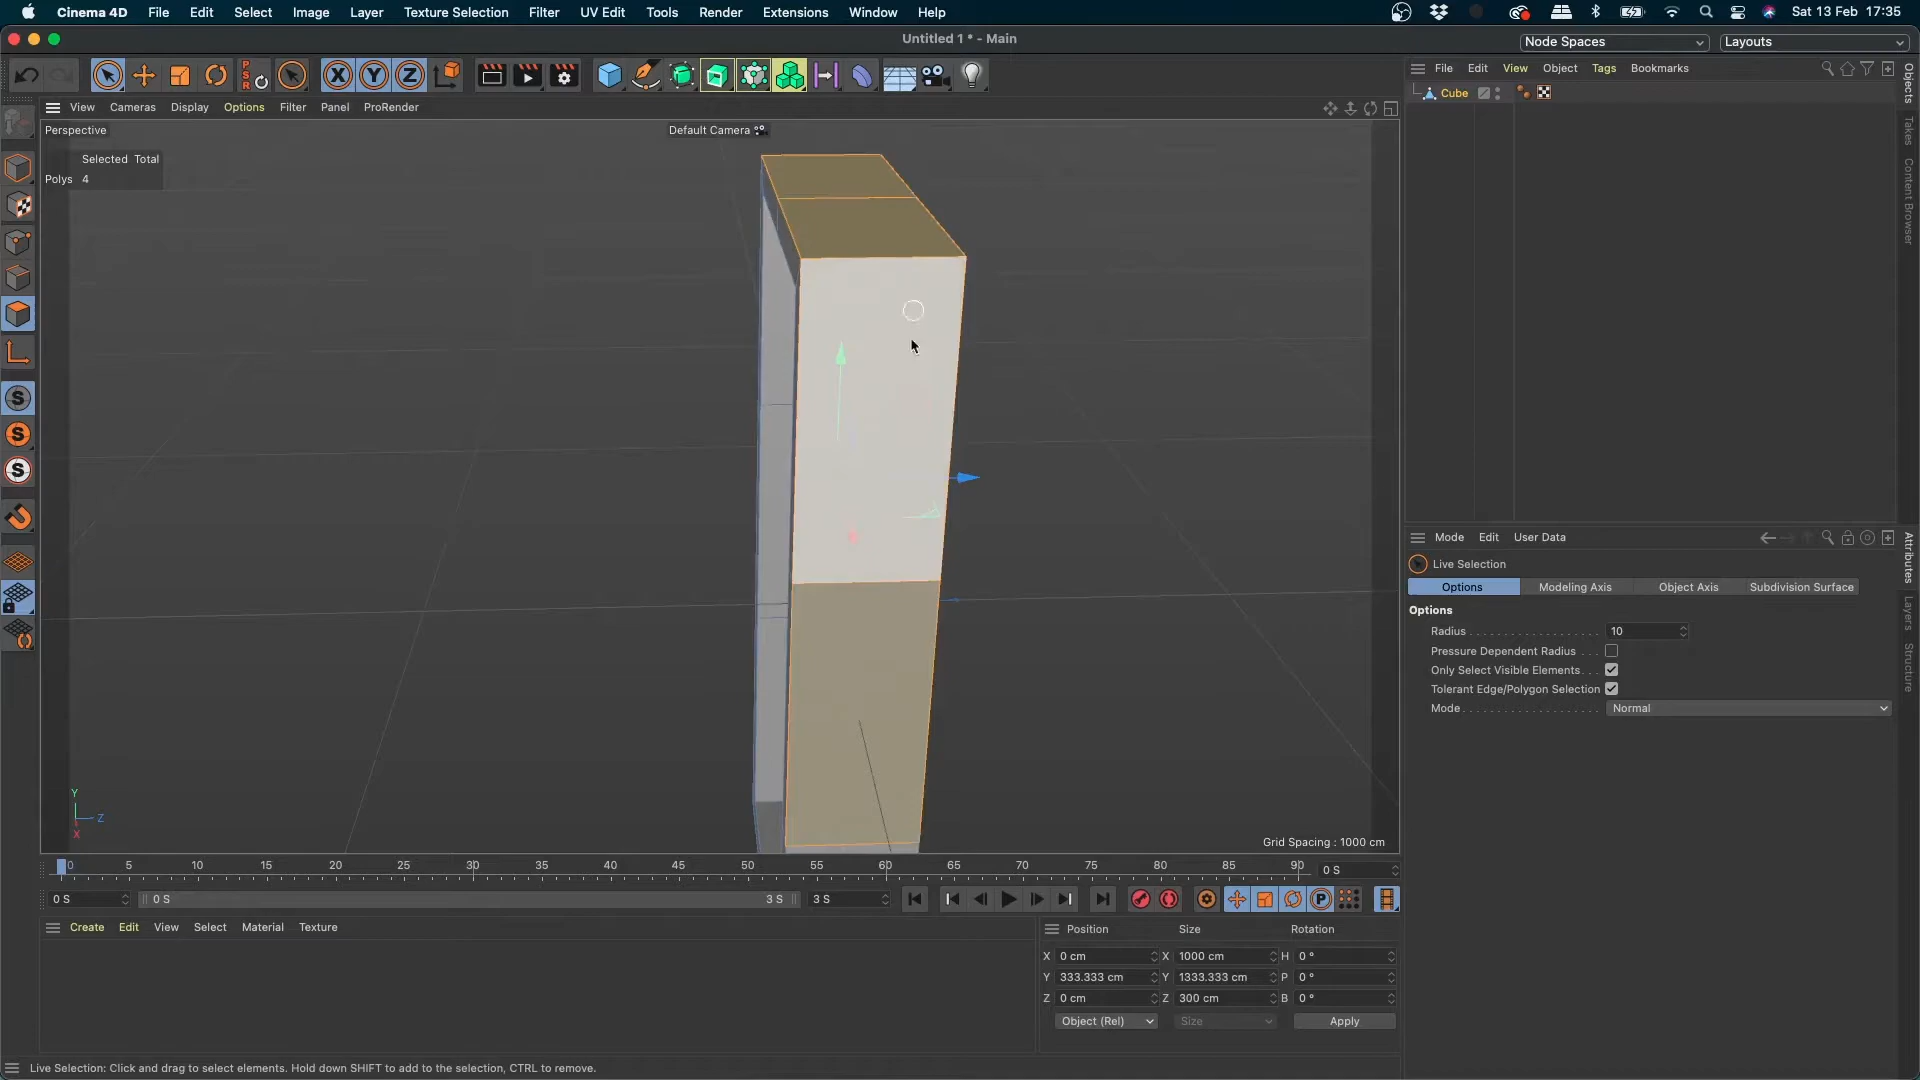 Cinema 4D File Edit Select Image Layer Texture Selection Filter UV Edit Tools Render Extensions Window Help Sat 13 Feb 17:35
Untitled 1 * - Main
Node Spaces Layouts
PSR X Y Z
File Edit View Object Tags Bookmarks
View Cameras Display Options Filter Panel ProRender
Cube
Perspective Default Camera
Selected Total
Polys 4
S
S
S
Y
Z
X
Grid Spacing : 1000 cm
Objects
Takes
Content Browser
Mode Edit User Data
Live Selection
Options Modeling Axis Object Axis Subdivision Surface
Options
Radius 10
Pressure Dependent Radius
Only Select Visible Elements
Tolerant Edge/Polygon Selection
Mode Normal
Attributes
Layers
Structure
0 5 10 15 20 25 30 35 40 45 50 55 60 65 70 75 80 85 90 0 S
0 S 0 S 3 S 3 S P
Create Edit View Select Material Texture
Position Size Rotation
X 0 cm X 1000 cm H 0 °
Y 333.333 cm Y 1333.333 cm P 0 °
Z 0 cm Z 300 cm B 0 °
Object (Rel) Size Apply
Live Selection: Click and drag to select elements. Hold down SHIFT to add to the selection, CTRL to remove.